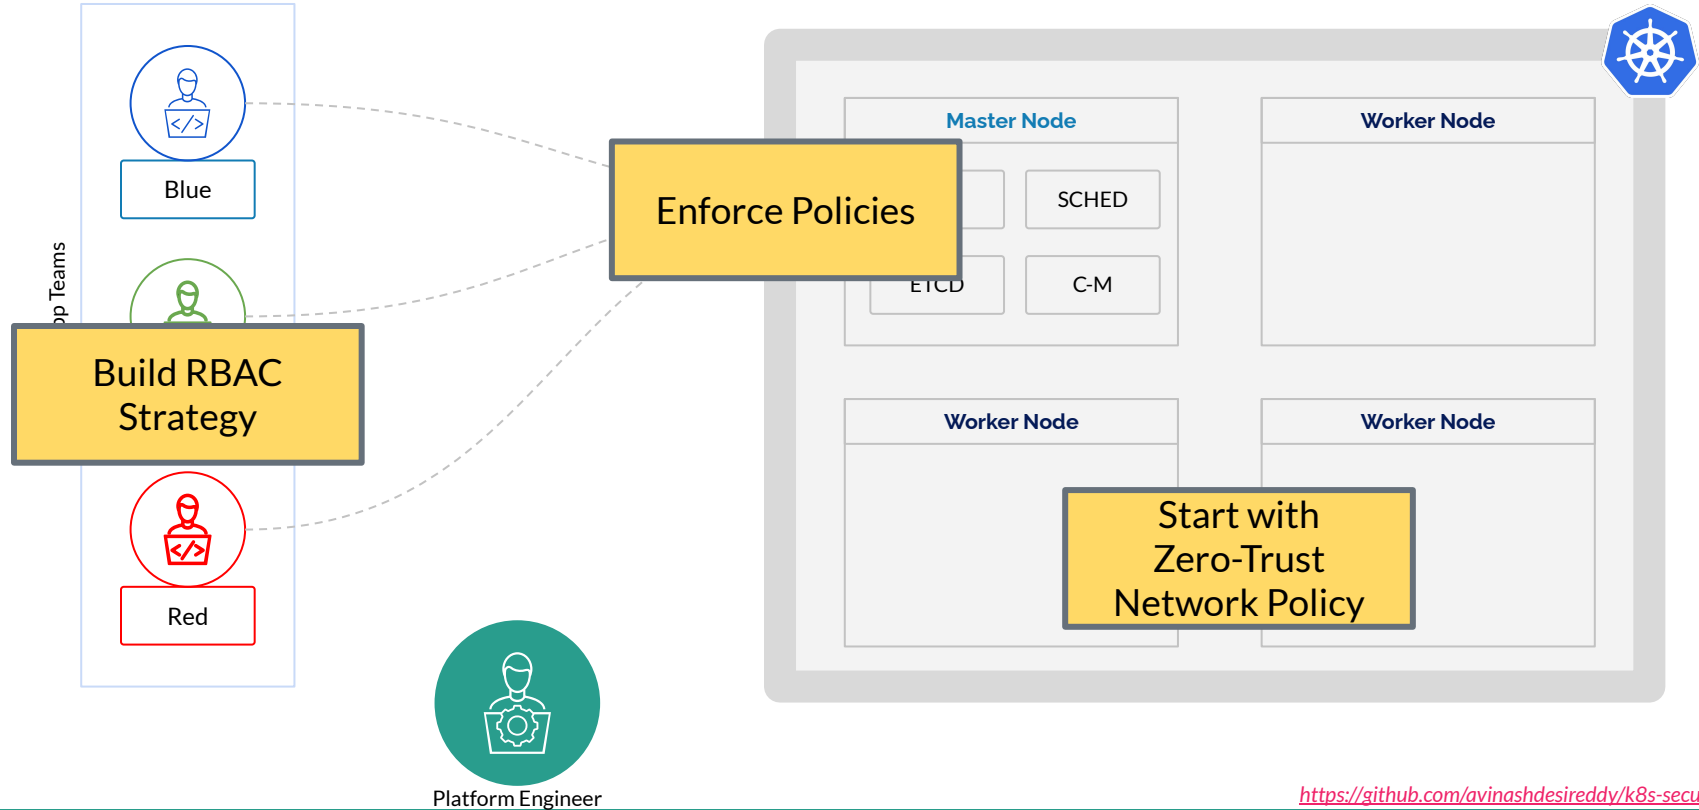 Blue
op Teams
Build RBAC
Strategy
Red
Platform Engineer
Enforce Policies
Master Node
SCHED
ETCD
C-M
Worker Node
Worker Node
Worker Node
Start with
Zero-Trust
Network Policy
https://github.com/avinashdesireddy/k8s-secu